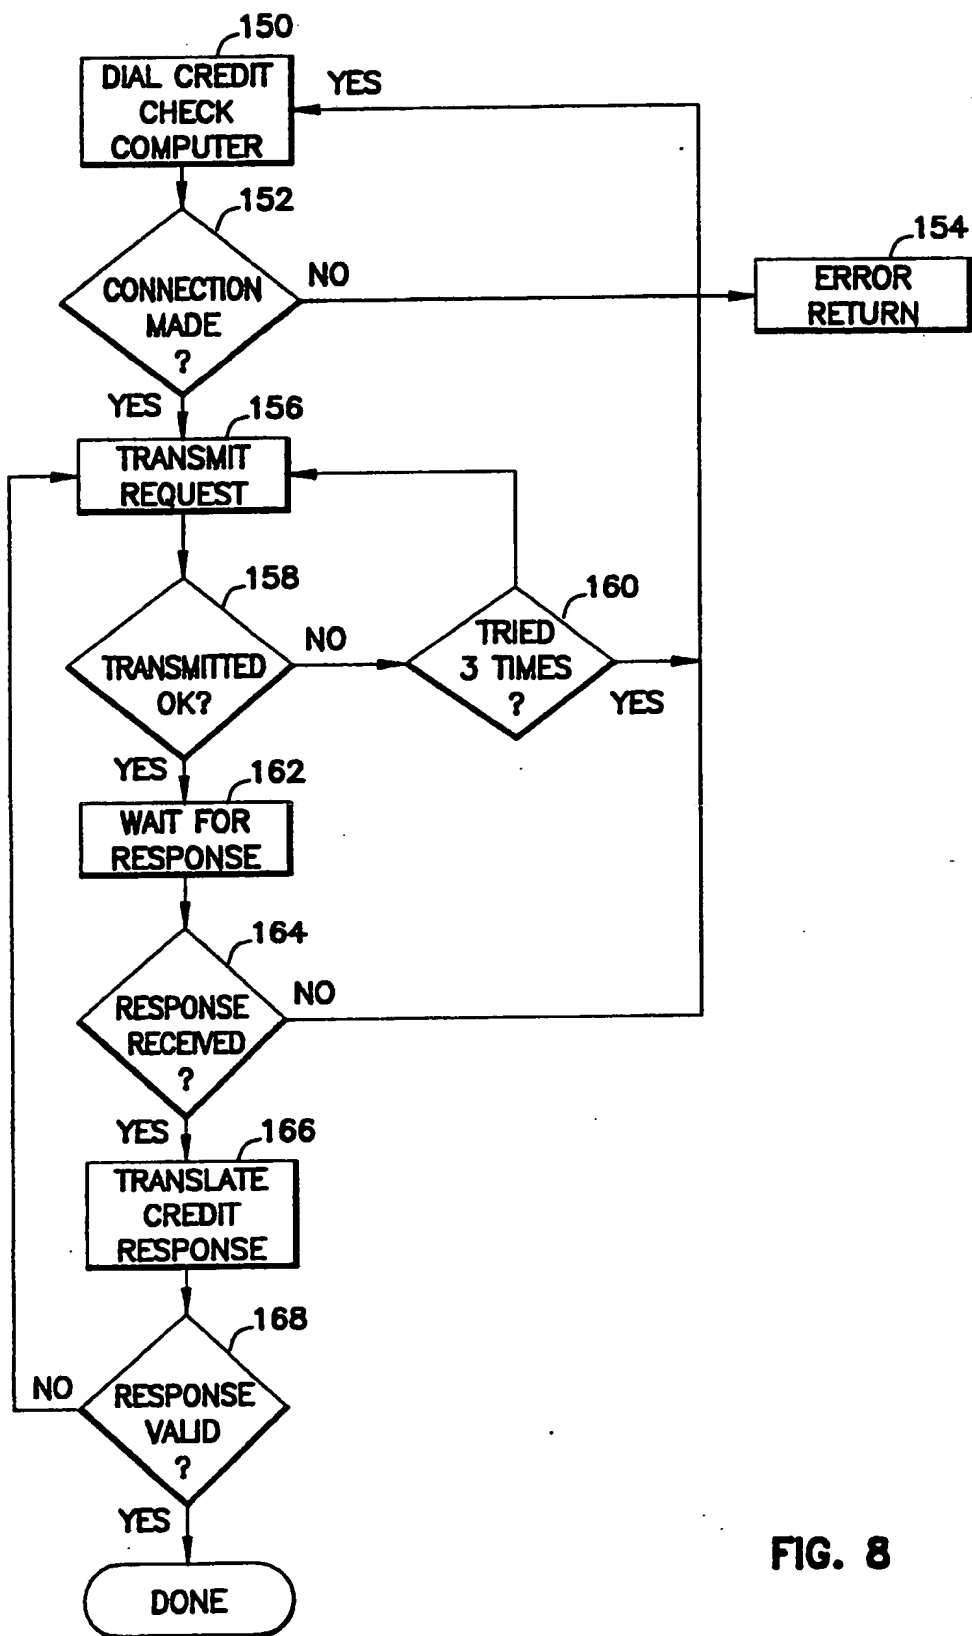 150
DIAL CREDIT
CHECK
COMPUTER
YES
152
CONNECTION
MADE
?
NO
154
ERROR
RETURN
YES
156
TRANSMIT
REQUEST
158
TRANSMITTED
OK?
NO
160
TRIED
3 TIMES
?
YES
YES
162
WAIT FOR
RESPONSE
164
RESPONSE
RECEIVED
?
NO
YES
166
TRANSLATE
CREDIT
RESPONSE
168
RESPONSE
VALID
?
NO
YES
DONE
FIG. 8